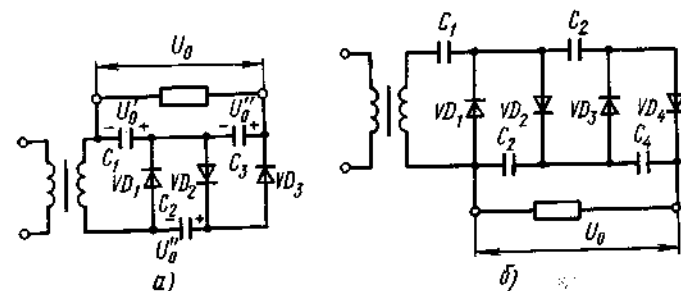 U₀
U₀′
U₀″
C₁
C₃
VD₁
VD₂
VD₃
C₂
U₀″
а)
C₁
C₂
VD₁
VD₂
VD₃
VD₄
C₂
C₄
U₀
б)